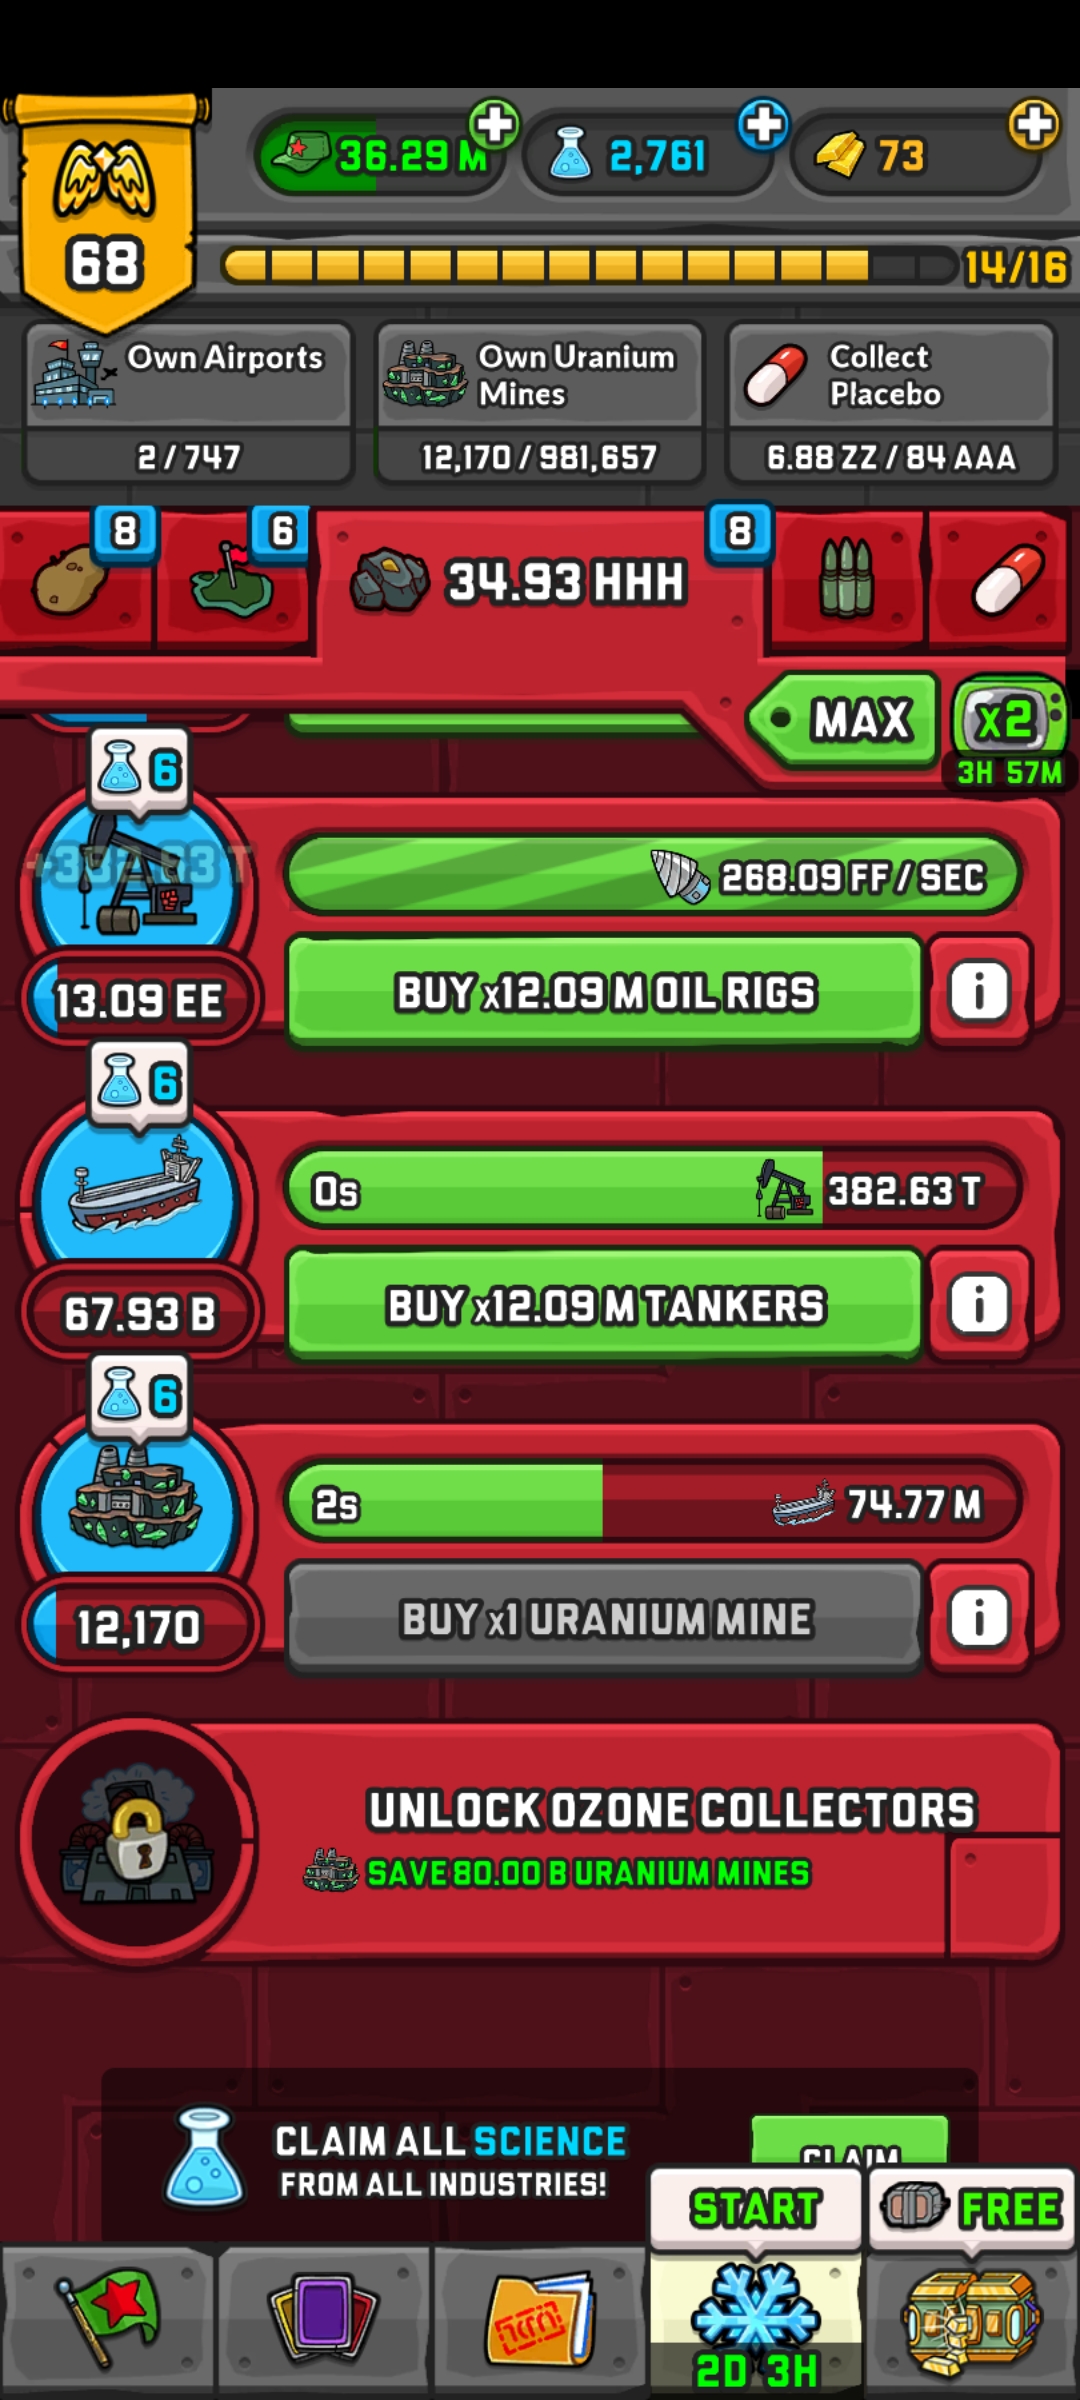 68
36.29 M
2,761
73
14/16
Own Airports
2 / 747
Own Uranium
Mines
12,170 / 981,657
Collect
Placebo
6.88 ZZ / 84 AAA
8
6
34.93 HHH
8
MAX
x2
3H 57M
6
268.09 FF / SEC
13.09 EE
BUY x12.09 M OIL RIGS
i
6
0s
382.63 T
67.93 B
BUY x12.09 M TANKERS
i
6
2s
74.77 M
12,170
BUY x1 URANIUM MINE
i
UNLOCK OZONE COLLECTORS
SAVE 80.00 B URANIUM MINES
CLAIM ALL SCIENCE
FROM ALL INDUSTRIES!
CLAIM
START
FREE
2D 3H